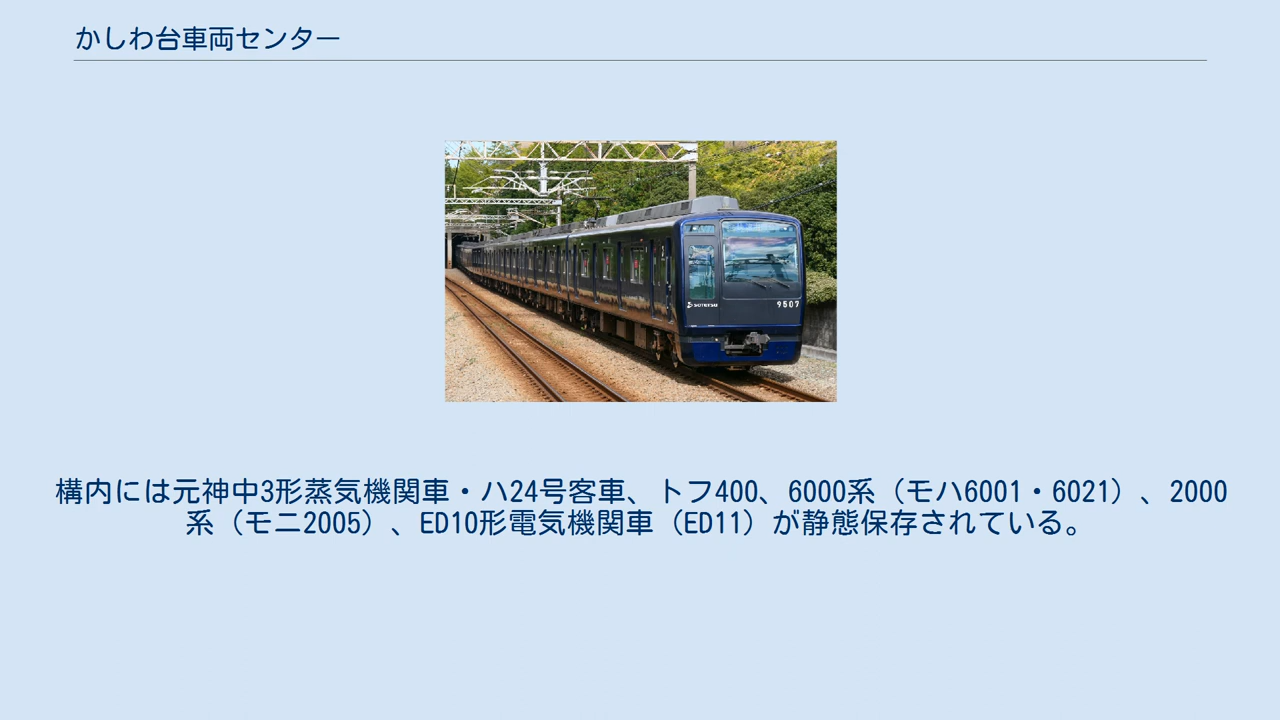 かしわ台車両センター
SOTETSU
9507
構内には元神中3形蒸気機関車・ハ24号客車、トフ400、6000系（モハ6001・6021）、2000
系（モニ2005）、ED10形電気機関車（ED11）が静態保存されている。